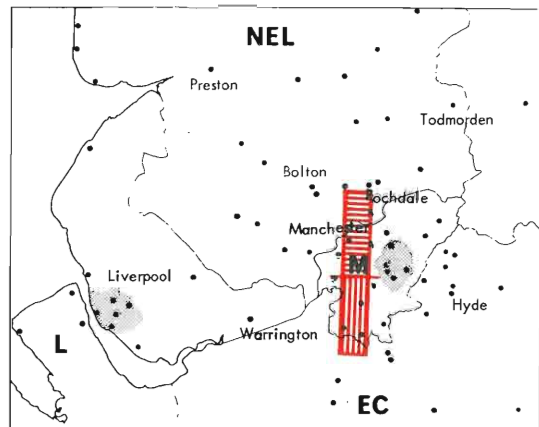 NEL
Preston
Todmorden
Bolton
Rochdale
Manchester
M
Liverpool
Hyde
Warrington
L
EC